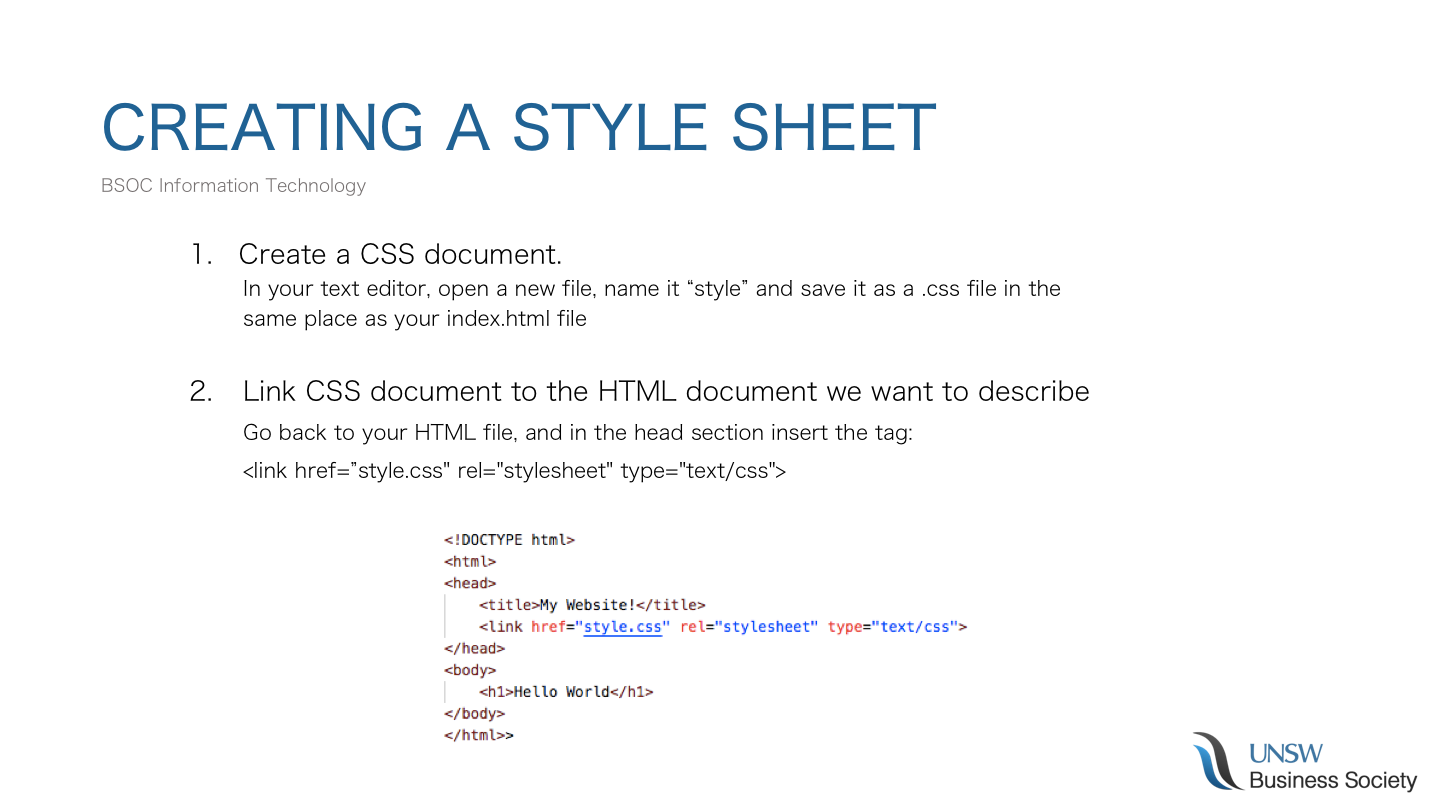 CREATING A STYLE SHEET
BSOC Information Technology
1. Create a CSS document.
In your text editor, open a new file, name it “style” and save it as a .css file in the
same place as your index.html file
2. Link CSS document to the HTML document we want to describe
Go back to your HTML file, and in the head section insert the tag:
<link href=”style.css" rel="stylesheet" type="text/css">
<!DOCTYPE html>
<html>
<head>
<title>My Website!</title>
<link href="style.css" rel="stylesheet" type="text/css">
</head>
<body>
<h1>Hello World</h1>
</body>
</html>>
UNSW
Business Society